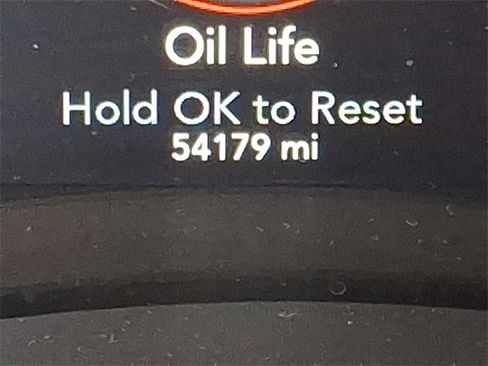 Oil Life
Hold OK to Reset
54179 mi